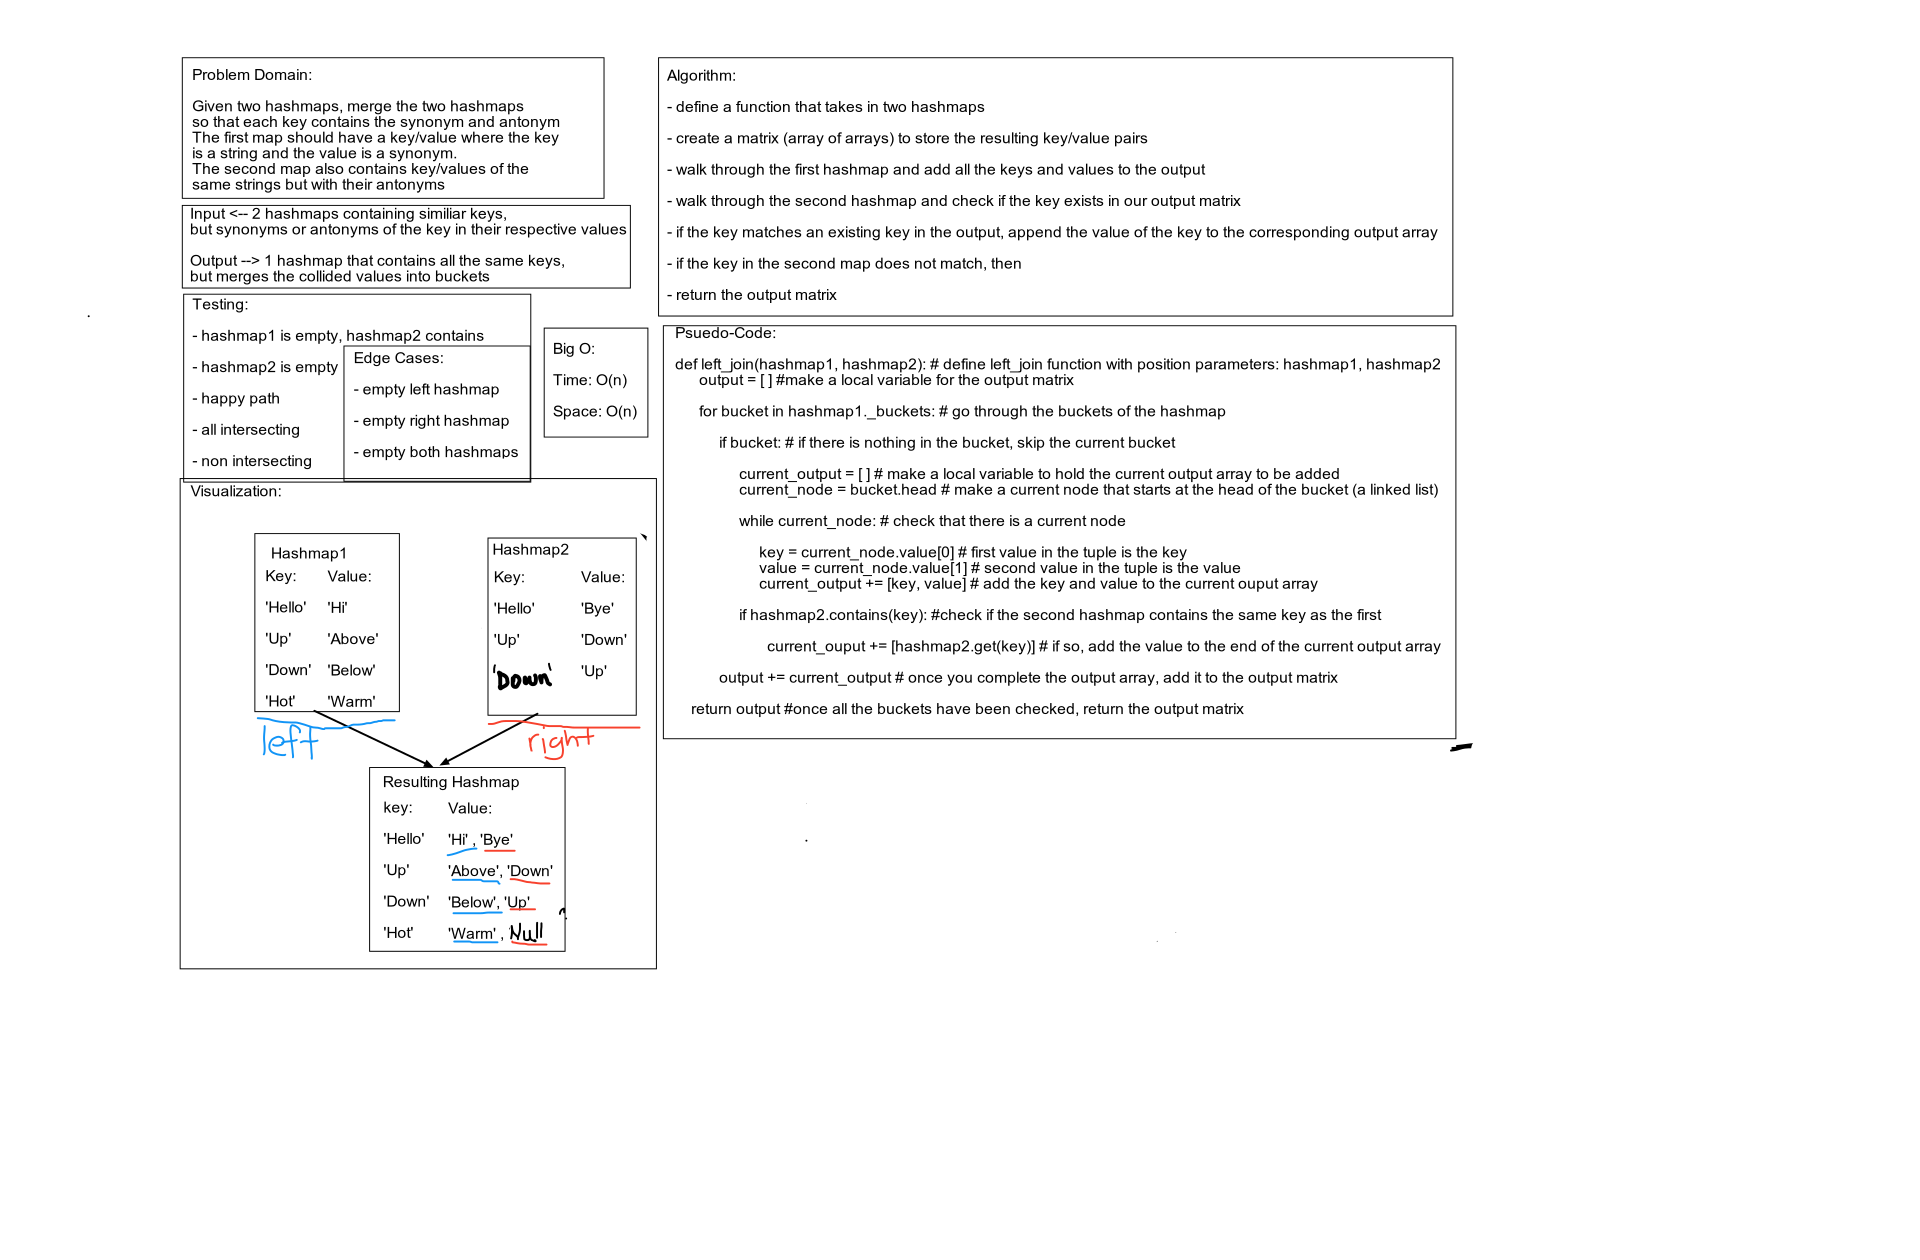 Problem Domain:
Given two hashmaps, merge the two hashmaps
so that each key contains the synonym and antonym
The first map should have a key/value where the key
is a string and the value is a synonym.
The second map also contains key/values of the
same strings but with their antonyms
Input <-- 2 hashmaps containing similiar keys,
but synonyms or antonyms of the key in their respective values
Output --> 1 hashmap that contains all the same keys,
but merges the collided values into buckets
Testing:
- hashmap1 is empty, hashmap2 contains
- hashmap2 is empty
- happy path
- all intersecting
- non intersecting
Edge Cases:
- empty left hashmap
- empty right hashmap
- empty both hashmaps
Big O:
Time: O(n)
Space: O(n)
Visualization:
Hashmap1
Key: Value:
'Hello' 'Hi'
'Up' 'Above'
'Down' 'Below'
'Hot' 'Warm'
left
Hashmap2
Key: Value:
'Hello' 'Bye'
'Up' 'Down'
'Down' 'Up'
right
Resulting Hashmap
key: Value:
'Hello' 'Hi' , 'Bye'
'Up' 'Above', 'Down'
'Down' 'Below', 'Up'
'Hot' 'Warm' , Null
Algorithm:
- define a function that takes in two hashmaps
- create a matrix (array of arrays) to store the resulting key/value pairs
- walk through the first hashmap and add all the keys and values to the output
- walk through the second hashmap and check if the key exists in our output matrix
- if the key matches an existing key in the output, append the value of the key to the corresponding output array
- if the key in the second map does not match, then
- return the output matrix
Psuedo-Code:
def left_join(hashmap1, hashmap2): # define left_join function with position parameters: hashmap1, hashmap2
output = [ ] #make a local variable for the output matrix
for bucket in hashmap1._buckets: # go through the buckets of the hashmap
if bucket: # if there is nothing in the bucket, skip the current bucket
current_output = [ ] # make a local variable to hold the current output array to be added
current_node = bucket.head # make a current node that starts at the head of the bucket (a linked list)
while current_node: # check that there is a current node
key = current_node.value[0] # first value in the tuple is the key
value = current_node.value[1] # second value in the tuple is the value
current_output += [key, value] # add the key and value to the current ouput array
if hashmap2.contains(key): #check if the second hashmap contains the same key as the first
current_ouput += [hashmap2.get(key)] # if so, add the value to the end of the current output array
output += current_output # once you complete the output array, add it to the output matrix
return output #once all the buckets have been checked, return the output matrix